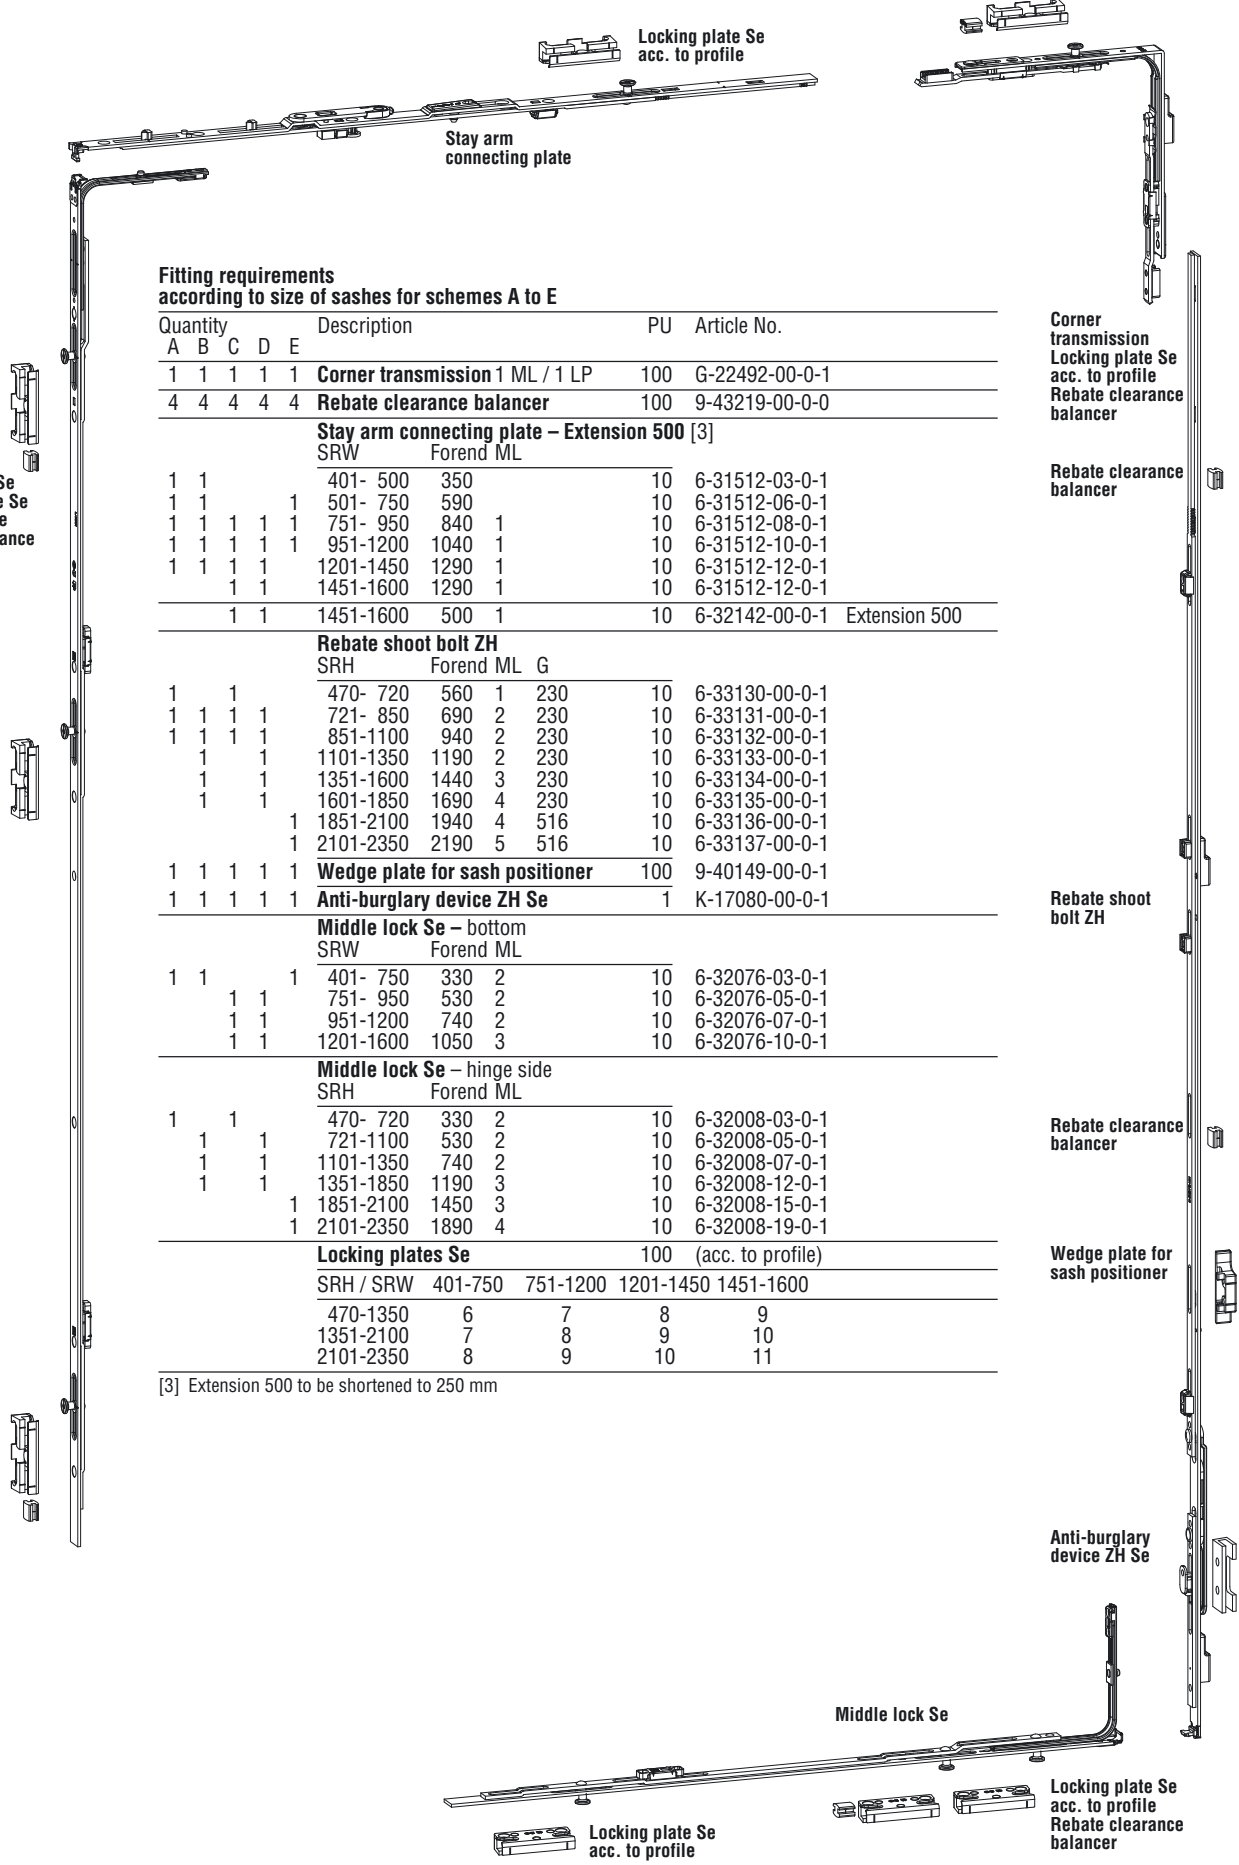 Locking plate Se
acc. to profile
Stay arm
connecting plate
Fitting requirements
according to size of sashes for schemes A to E
Quantity Description PU Article No.
A B C D E
1 1 1 1 1 Corner transmission 1 ML / 1 LP 100 G-22492-00-0-1
4 4 4 4 4 Rebate clearance balancer 100 9-43219-00-0-0
Stay arm connecting plate – Extension 500 [3]
SRW Forend ML
1 1 401- 500 350 10 6-31512-03-0-1
1 1 1 501- 750 590 10 6-31512-06-0-1
1 1 1 1 1 751- 950 840 1 10 6-31512-08-0-1
1 1 1 1 1 951-1200 1040 1 10 6-31512-10-0-1
1 1 1 1 1201-1450 1290 1 10 6-31512-12-0-1
1 1 1451-1600 1290 1 10 6-31512-12-0-1
1 1 1451-1600 500 1 10 6-32142-00-0-1 Extension 500
Rebate shoot bolt ZH
SRH Forend ML G
1 1 470- 720 560 1 230 10 6-33130-00-0-1
1 1 1 1 721- 850 690 2 230 10 6-33131-00-0-1
1 1 1 1 851-1100 940 2 230 10 6-33132-00-0-1
1 1 1101-1350 1190 2 230 10 6-33133-00-0-1
1 1 1351-1600 1440 3 230 10 6-33134-00-0-1
1 1 1601-1850 1690 4 230 10 6-33135-00-0-1
1 1851-2100 1940 4 516 10 6-33136-00-0-1
1 2101-2350 2190 5 516 10 6-33137-00-0-1
1 1 1 1 1 Wedge plate for sash positioner 100 9-40149-00-0-1
1 1 1 1 1 Anti-burglary device ZH Se 1 K-17080-00-0-1
Middle lock Se – bottom
SRW Forend ML
1 1 1 401- 750 330 2 10 6-32076-03-0-1
1 1 751- 950 530 2 10 6-32076-05-0-1
1 1 951-1200 740 2 10 6-32076-07-0-1
1 1 1201-1600 1050 3 10 6-32076-10-0-1
Middle lock Se – hinge side
SRH Forend ML
1 1 470- 720 330 2 10 6-32008-03-0-1
1 1 721-1100 530 2 10 6-32008-05-0-1
1 1 1101-1350 740 2 10 6-32008-07-0-1
1 1 1351-1850 1190 3 10 6-32008-12-0-1
1 1851-2100 1450 3 10 6-32008-15-0-1
1 2101-2350 1890 4 10 6-32008-19-0-1
Locking plates Se 100 (acc. to profile)
SRH / SRW 401-750 751-1200 1201-1450 1451-1600
470-1350 6 7 8 9
1351-2100 7 8 9 10
2101-2350 8 9 10 11
[3] Extension 500 to be shortened to 250 mm
Se
Se
Corner
transmission
Locking plate Se
acc. to profile
Rebate clearance
balancer
Rebate clearance
balancer
Rebate shoot
bolt ZH
Rebate clearance
balancer
Wedge plate for
sash positioner
Anti-burglary
device ZH Se
Middle lock Se
Locking plate Se
acc. to profile
Rebate clearance
balancer
Locking plate Se
acc. to profile